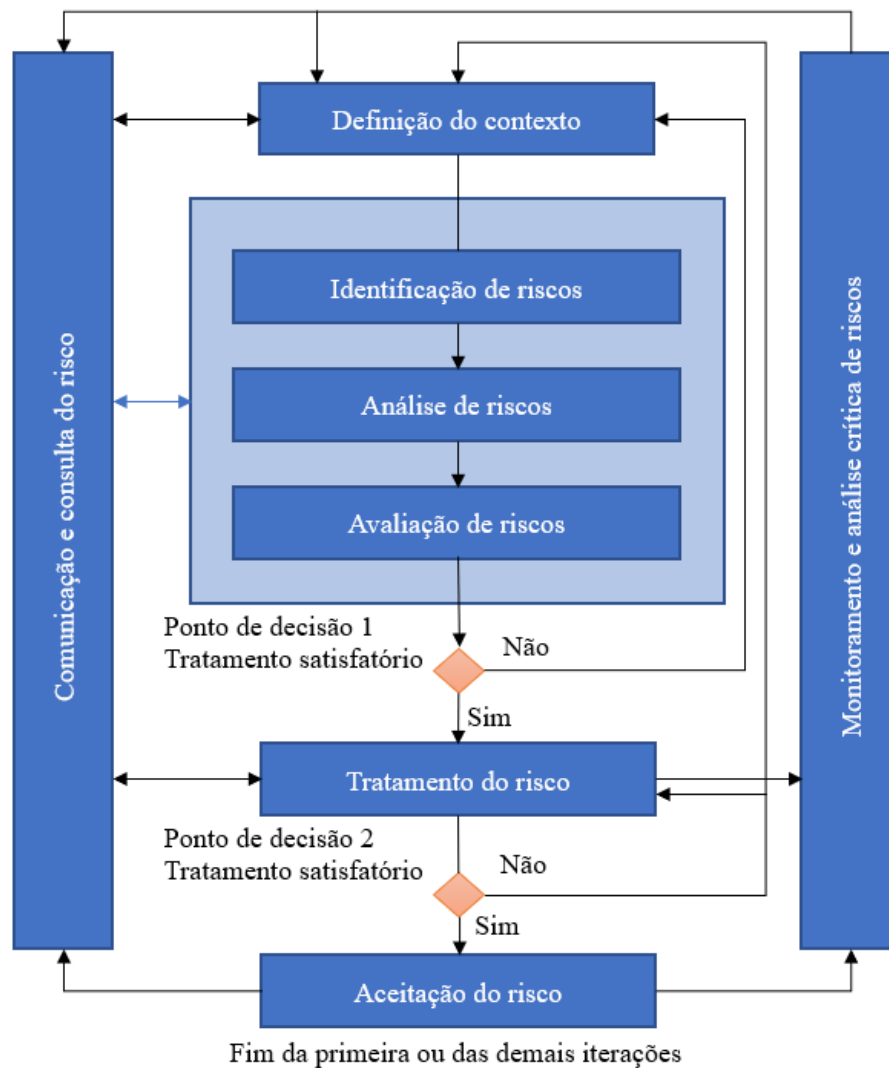 Definição do contexto
Comunicação e consulta do risco
Monitoramento e análise crítica de riscos
Identificação de riscos
Análise de riscos
Avaliação de riscos
Ponto de decisão 1
Tratamento satisfatório
Não
Sim
Tratamento do risco
Ponto de decisão 2
Tratamento satisfatório
Não
Sim
Aceitação do risco
Fim da primeira ou das demais iterações